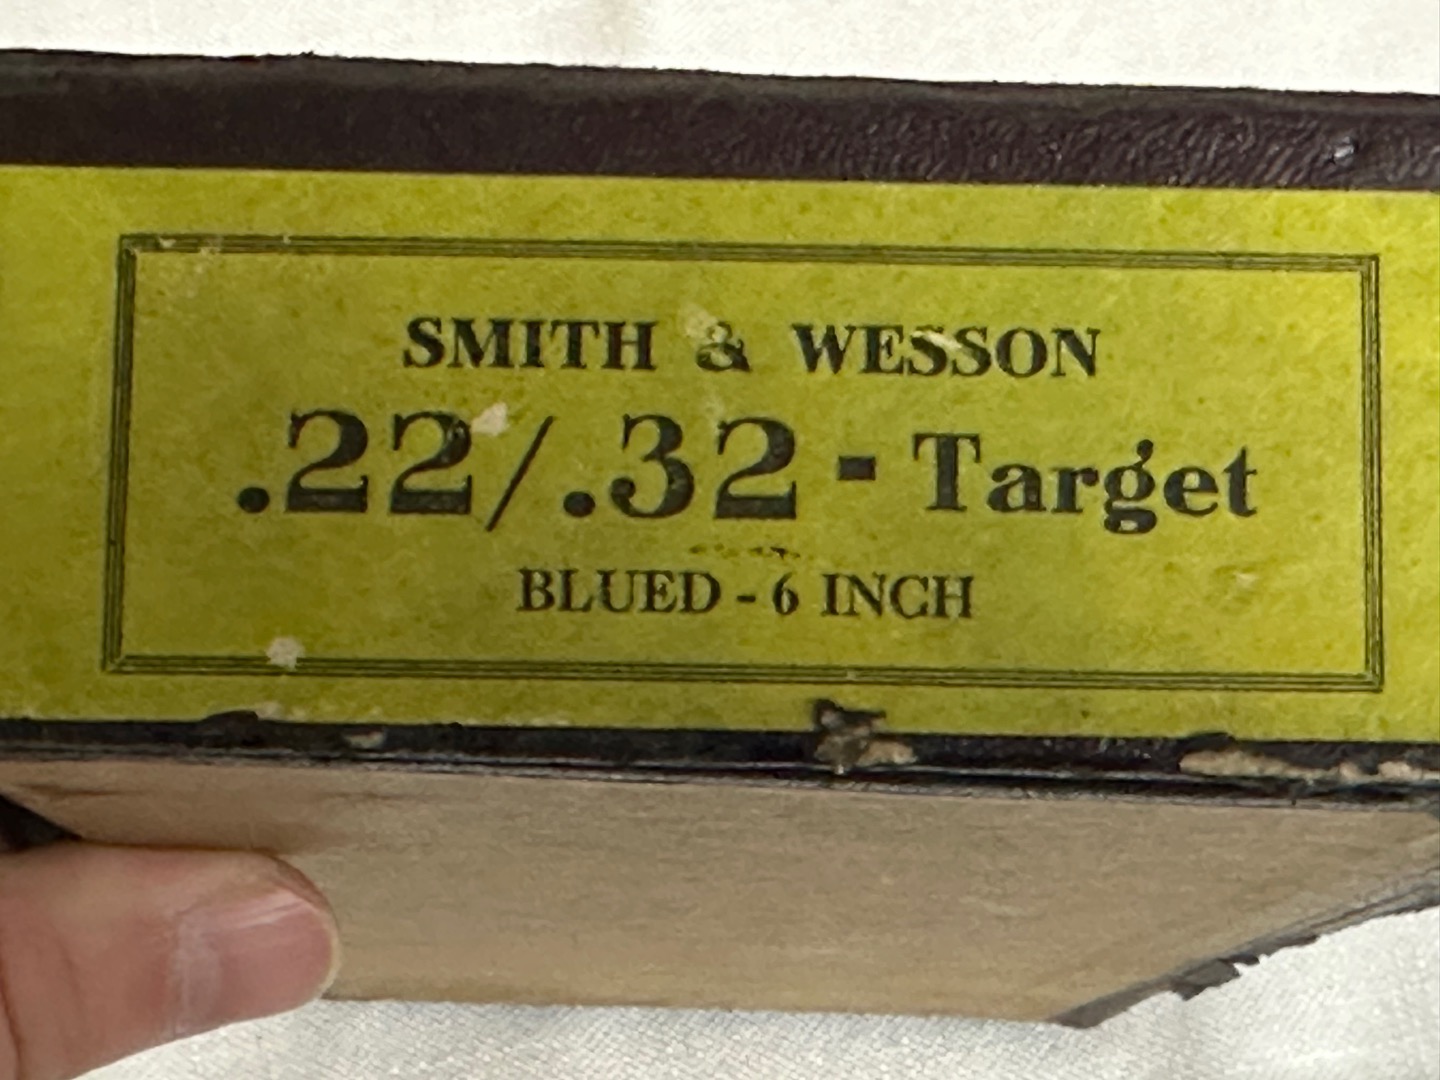 SMITH & WESSON
.22/.32 - Target
BLUED - 6 INCH